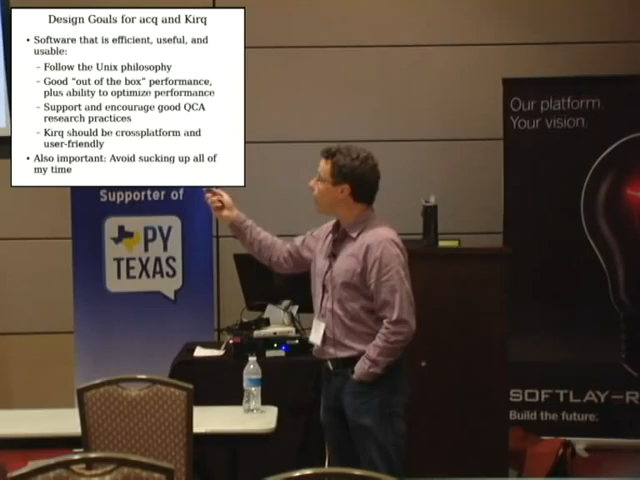 Design Goals for acq and Kirq
• Software that is efficient, useful, and
usable:
– Follow the Unix philosophy
– Good “out of the box” performance,
plus ability to optimize performance
– Support and encourage good QCA
research practices
– Kirq should be crossplatform and
user-friendly
• Also important: Avoid sucking up all of
my time
Supporter of
PY
TEXAS
Our platform.
Your vision.
SOFTLAY-R
Build the future.